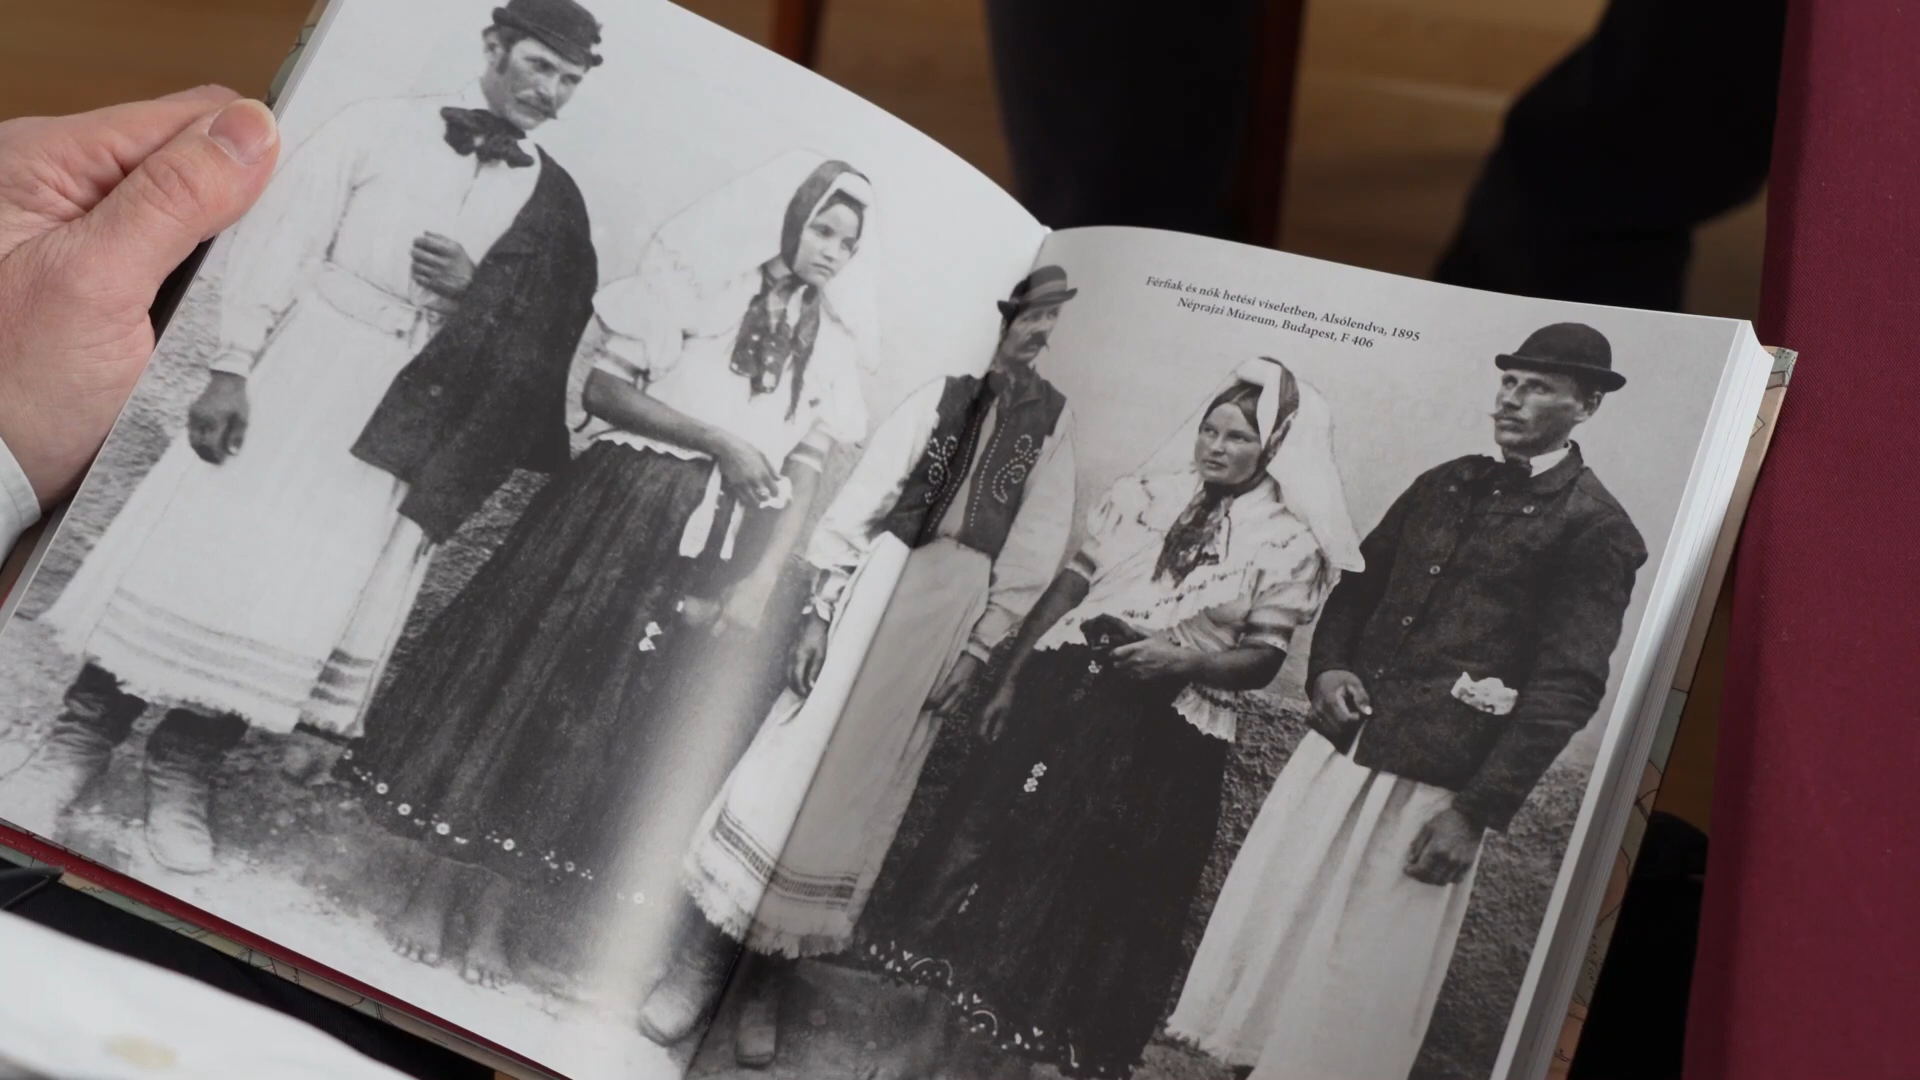 Férfiak és nők hetési viseletben, Alsólendva, 1895
Néprajzi Múzeum, Budapest, F 406